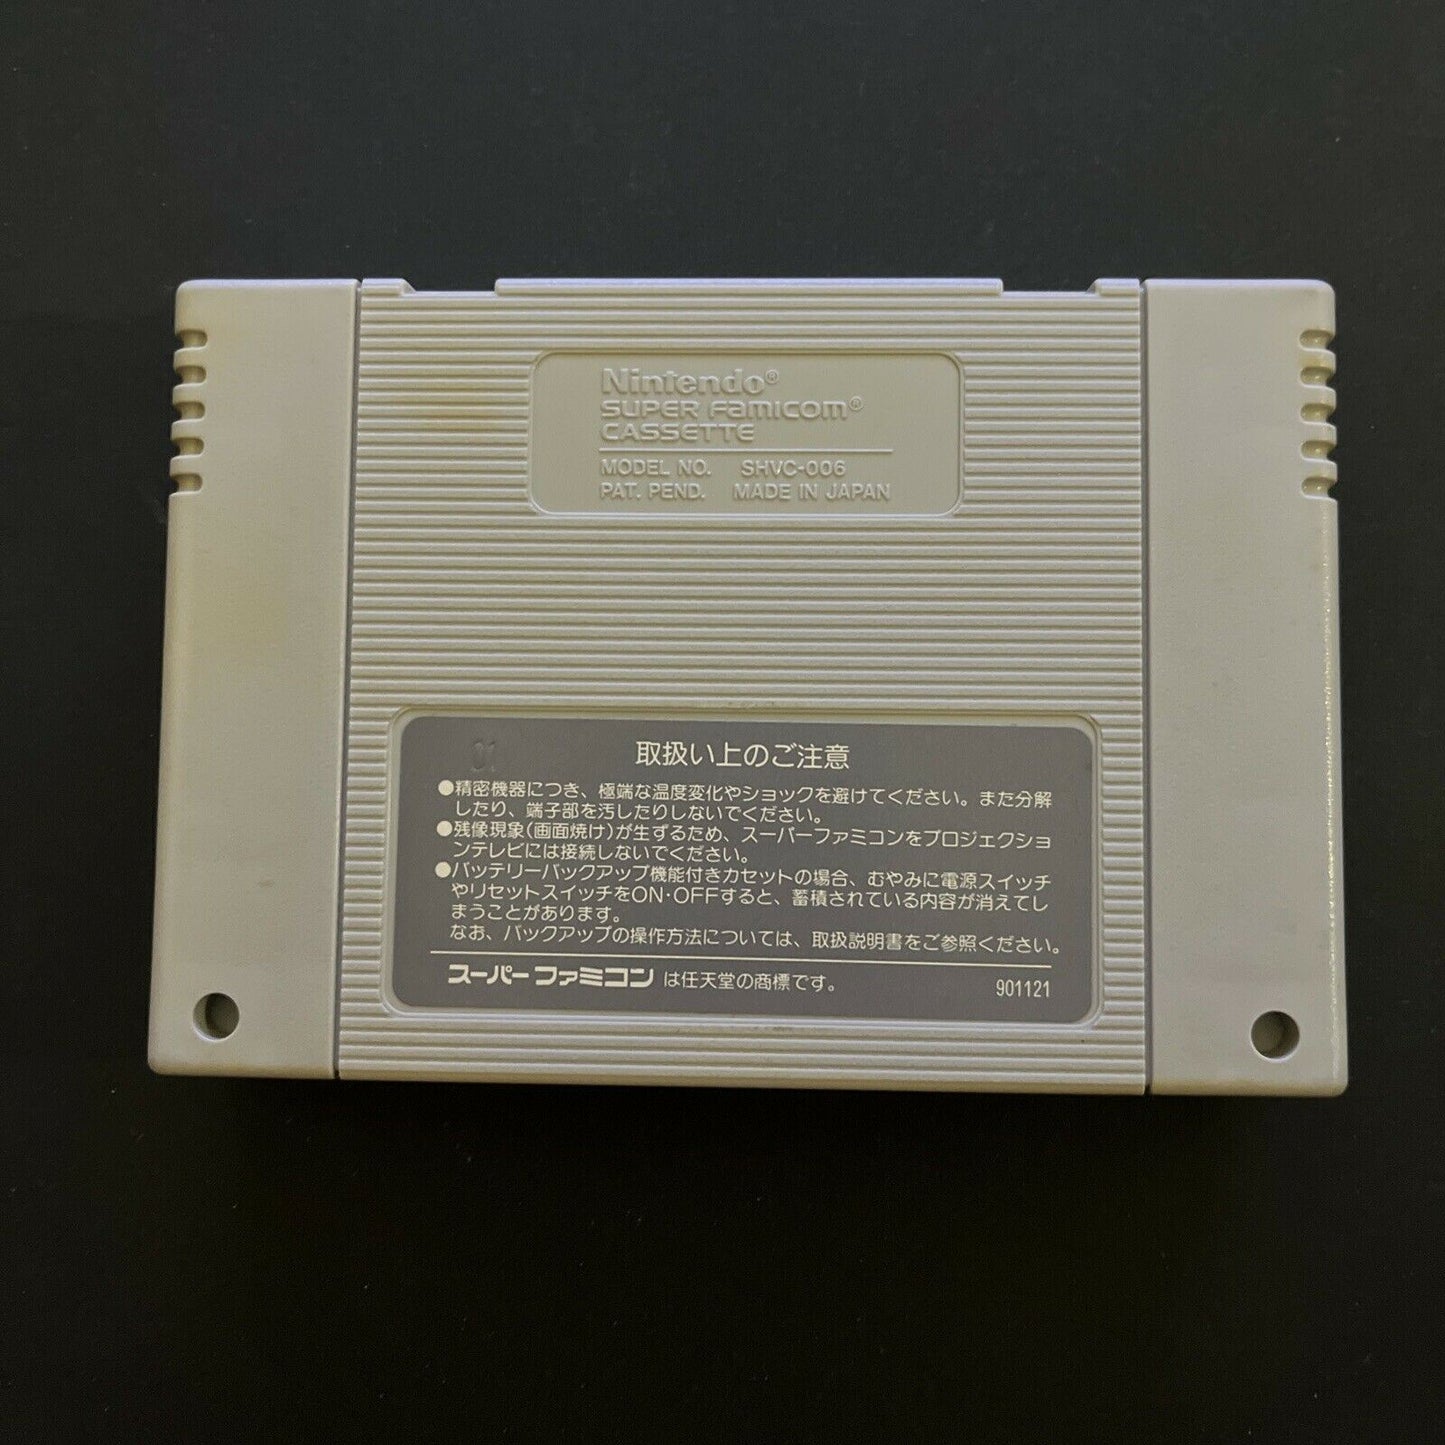 Nintendo®
SUPER FAMICOM®
CASSETTE
MODEL NO. SHVC-006
PAT. PEND. MADE IN JAPAN
01
取扱い上のご注意
●精密機器につき、極端な温度変化やショックを避けてください。また分解
したり、端子部を汚したりしないでください。
●残像現象(画面焼け)が生ずるため、スーパーファミコンをプロジェクショ
ンテレビには接続しないでください。
●バッテリーバックアップ機能付きカセットの場合、むやみに電源スイッチ
やリセットスイッチをON・OFFすると、蓄積されている内容が消えてし
まうことがあります。
なお、バックアップの操作方法については、取扱説明書をご参照ください。
スーパーファミコン は任天堂の商標です。 901121